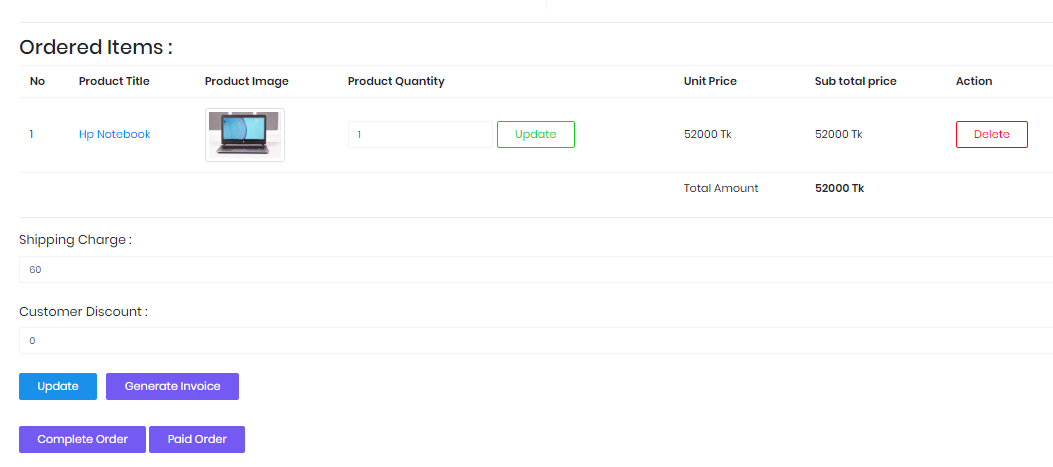 Ordered Items :
No Product Title Product Image Product Quantity Unit Price Sub total price Action
1 Hp Notebook 1 Update 52000 Tk 52000 Tk Delete
Total Amount 52000 Tk
Shipping Charge :
60
Customer Discount :
0
Update Generate Invoice
Complete Order Paid Order